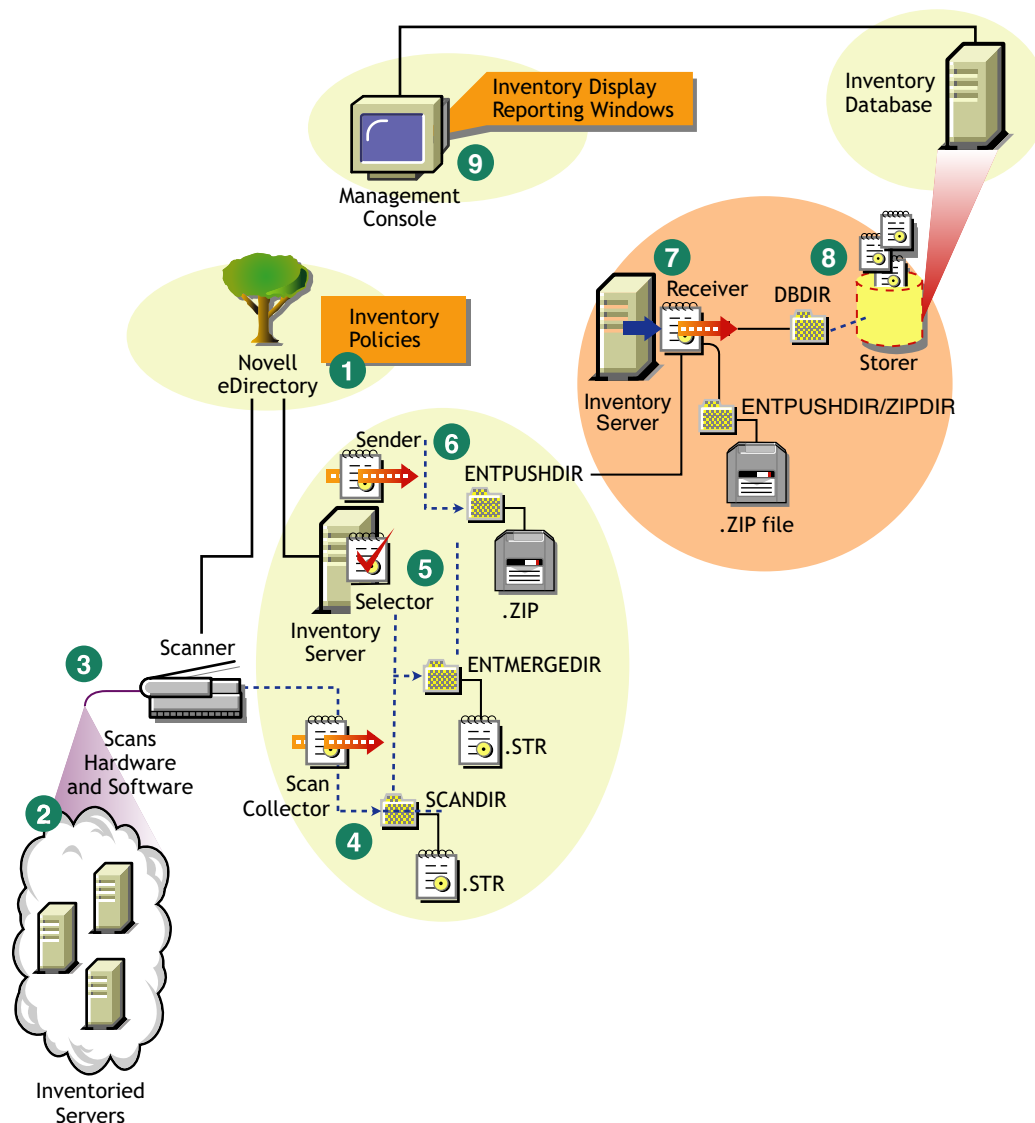 Inventory Display
Reporting Windows
Inventory
Database
9
Management
Console
7
8
Receiver
DBDIR
Inventory
Policies
Novell
eDirectory
1
Storer
Inventory
Server
ENTPUSHDIR/ZIPDIR
Sender
6
ENTPUSHDIR
.ZIP file
5
Selector
.ZIP
Inventory
Server
Scanner
3
ENTMERGEDIR
Scans
Hardware
and Software
.STR
Scan
Collector
SCANDIR
2
4
.STR
Inventoried
Servers